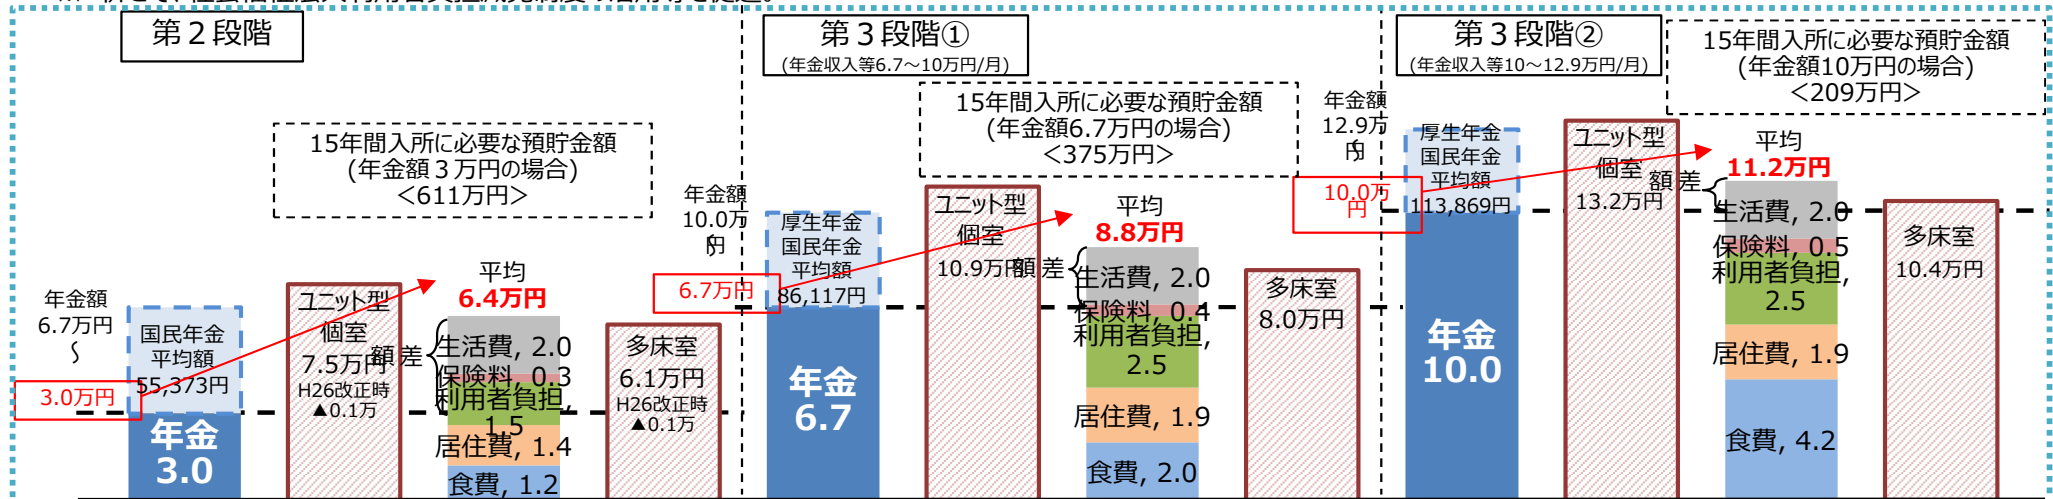 第２段階
15年間入所に必要な預貯金額
(年金額３万円の場合)
<611万円>
年金額
6.7万円
〜
3.0万円
国民年金
平均額
55,373円
年金
3.0
ユニット型
個室
7.5万円
H26改正時
▲0.1万
平均
6.4万円
差額
生活費, 2.0
保険料, 0.3
利用者負担,
1.5
居住費, 1.4
食費, 1.2
多床室
6.1万円
H26改正時
▲0.1万
第３段階①
(年金収入等6.7～10万円/月)
15年間入所に必要な預貯金額
(年金額6.7万円の場合)
<375万円>
年金額
10.0万
円
〜
6.7万円
厚生年金
国民年金
平均額
86,117円
年金
6.7
ユニット型
個室
10.9万円
平均
8.8万円
差額
生活費, 2.0
保険料, 0.4
利用者負担,
2.5
居住費, 1.9
食費, 2.0
多床室
8.0万円
第３段階②
(年金収入等10～12.9万円/月)
15年間入所に必要な預貯金額
(年金額10万円の場合)
<209万円>
年金額
12.9万
円
〜
10.0万
円
厚生年金
国民年金
平均額
113,869円
年金
10.0
ユニット型
個室
13.2万円
平均
11.2万円
差額
生活費, 2.0
保険料, 0.5
利用者負担,
2.5
居住費, 1.9
食費, 4.2
多床室
10.4万円